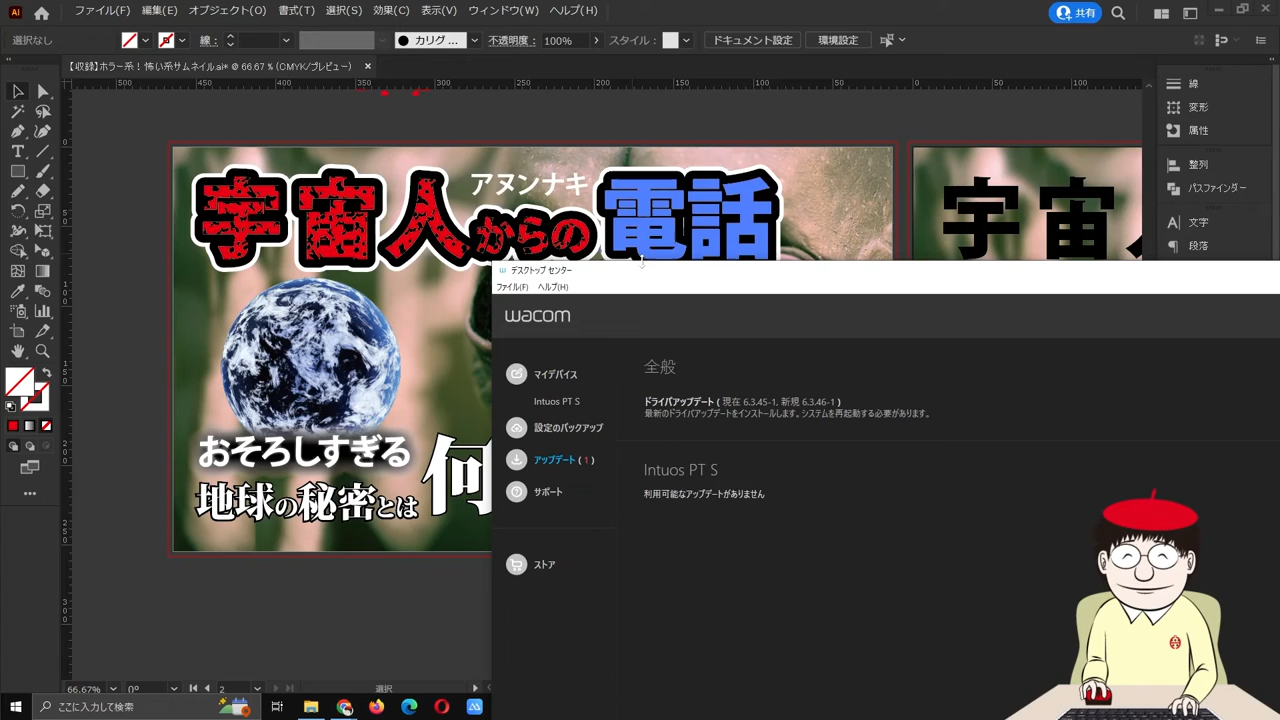 Ai
ファイル(F) 編集(E) オブジェクト(O) 書式(T) 選択(S) 効果(C) 表示(V) ウィンドウ(W) ヘルプ(H)
共有
選択なし
線 :
カリグ ...
不透明度 : 100%
スタイル :
ドキュメント設定
環境設定
【収録】ホラー系！怖い系サムネイル.ai* @ 66.67 % (CMYK/プレビュー)
500 450 400 350 300 250 200 150 100 50 0 50 100
線
変形
属性
整列
パスファインダー
文字
段落
アヌンナキ
宇宙人からの電話
宇宙
おそろしすぎる
地球の秘密とは
何
デスクトップ センター
ファイル(F) ヘルプ(H)
wacom
マイデバイス
Intuos PT S
設定のバックアップ
アップデート ( 1 )
サポート
ストア
全般
ドライバアップデート ( 現在 6.3.45-1, 新規 6.3.46-1 )
最新のドライバアップデートをインストールします。システムを再起動する必要があります。
Intuos PT S
利用可能なアップデートがありません
66.67%
0°
2
選択
ここに入力して検索